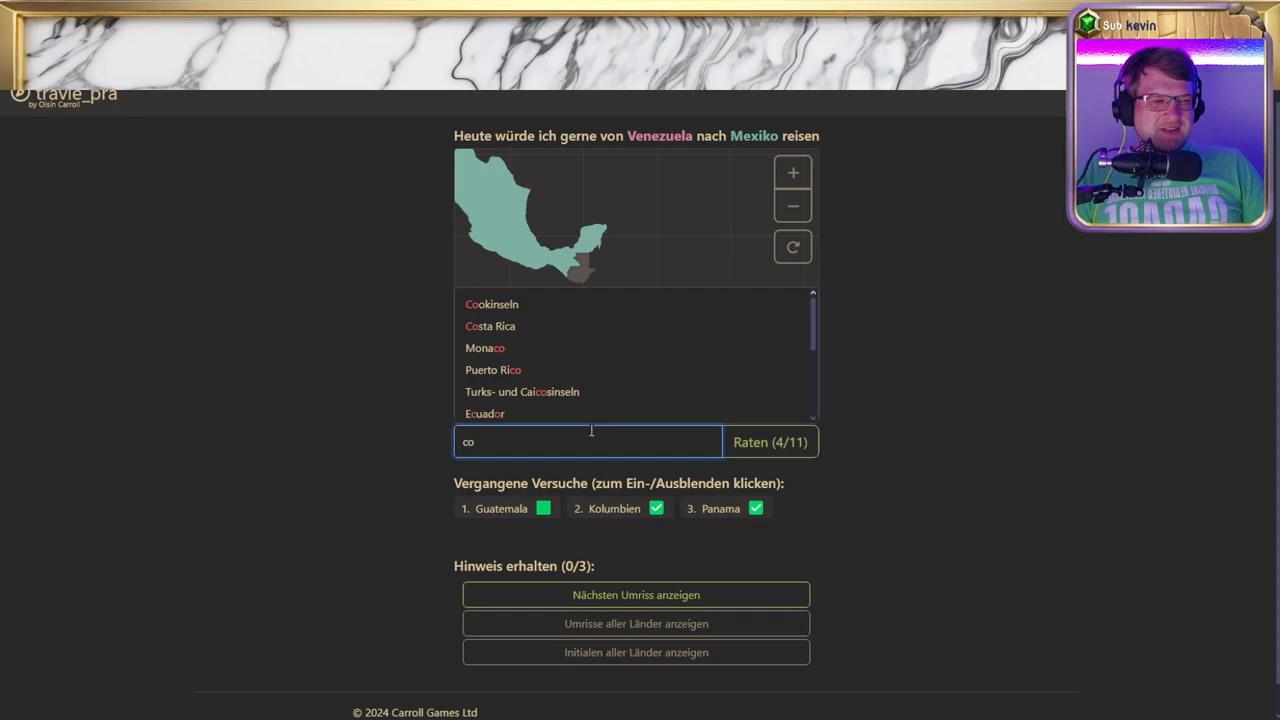 travle_pra
by Oisín Carroll
Sub kevin
Heute würde ich gerne von Venezuela nach Mexiko reisen
+
−
Cookinseln
Costa Rica
Monaco
Puerto Rico
Turks- und Caicosinseln
Ecuador
co
Raten (4/11)
Vergangene Versuche (zum Ein-/Ausblenden klicken):
1. Guatemala
2. Kolumbien
3. Panama
Hinweis erhalten (0/3):
Nächsten Umriss anzeigen
Umrisse aller Länder anzeigen
Initialen aller Länder anzeigen
© 2024 Carroll Games Ltd